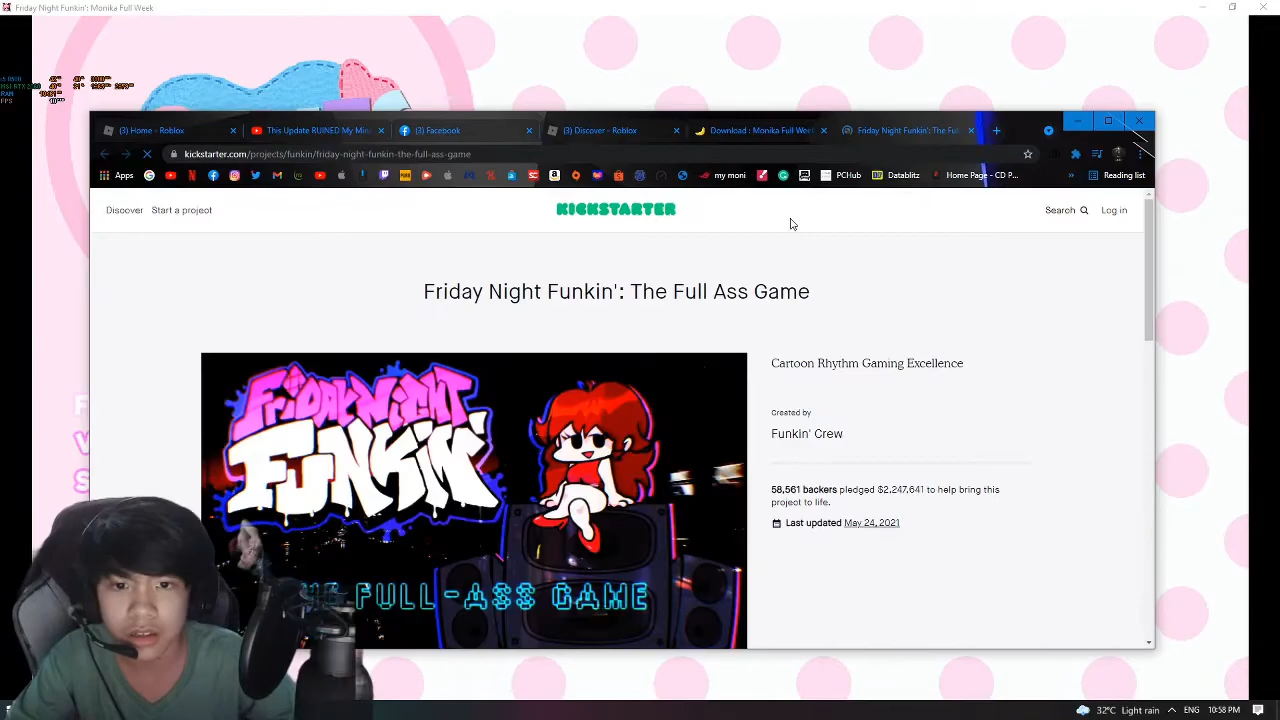 Friday Night Funkin': Monika Full Week
(3) Home - Roblox
This Update RUINED My Min
(3) Facebook
(3) Discover - Roblox
Download : Monika Full Wee
Friday Night Funkin': The Ful
kickstarter.com/projects/funkin/friday-night-funkin-the-full-ass-game
Apps
my moni
PCHub
Datablitz
Home Page - CD P...
»
Reading list
Discover
Start a project
KICKSTARTER
Search
Log in
Friday Night Funkin': The Full Ass Game
FRIDAY NIGHT
FUNKIN'
FULL-ASS GAME
Cartoon Rhythm Gaming Excellence
Created by
Funkin' Crew
58,561 backers pledged $2,247,641 to help bring this
project to life.
Last updated May 24, 2021
32°C Light rain
ENG
10:58 PM